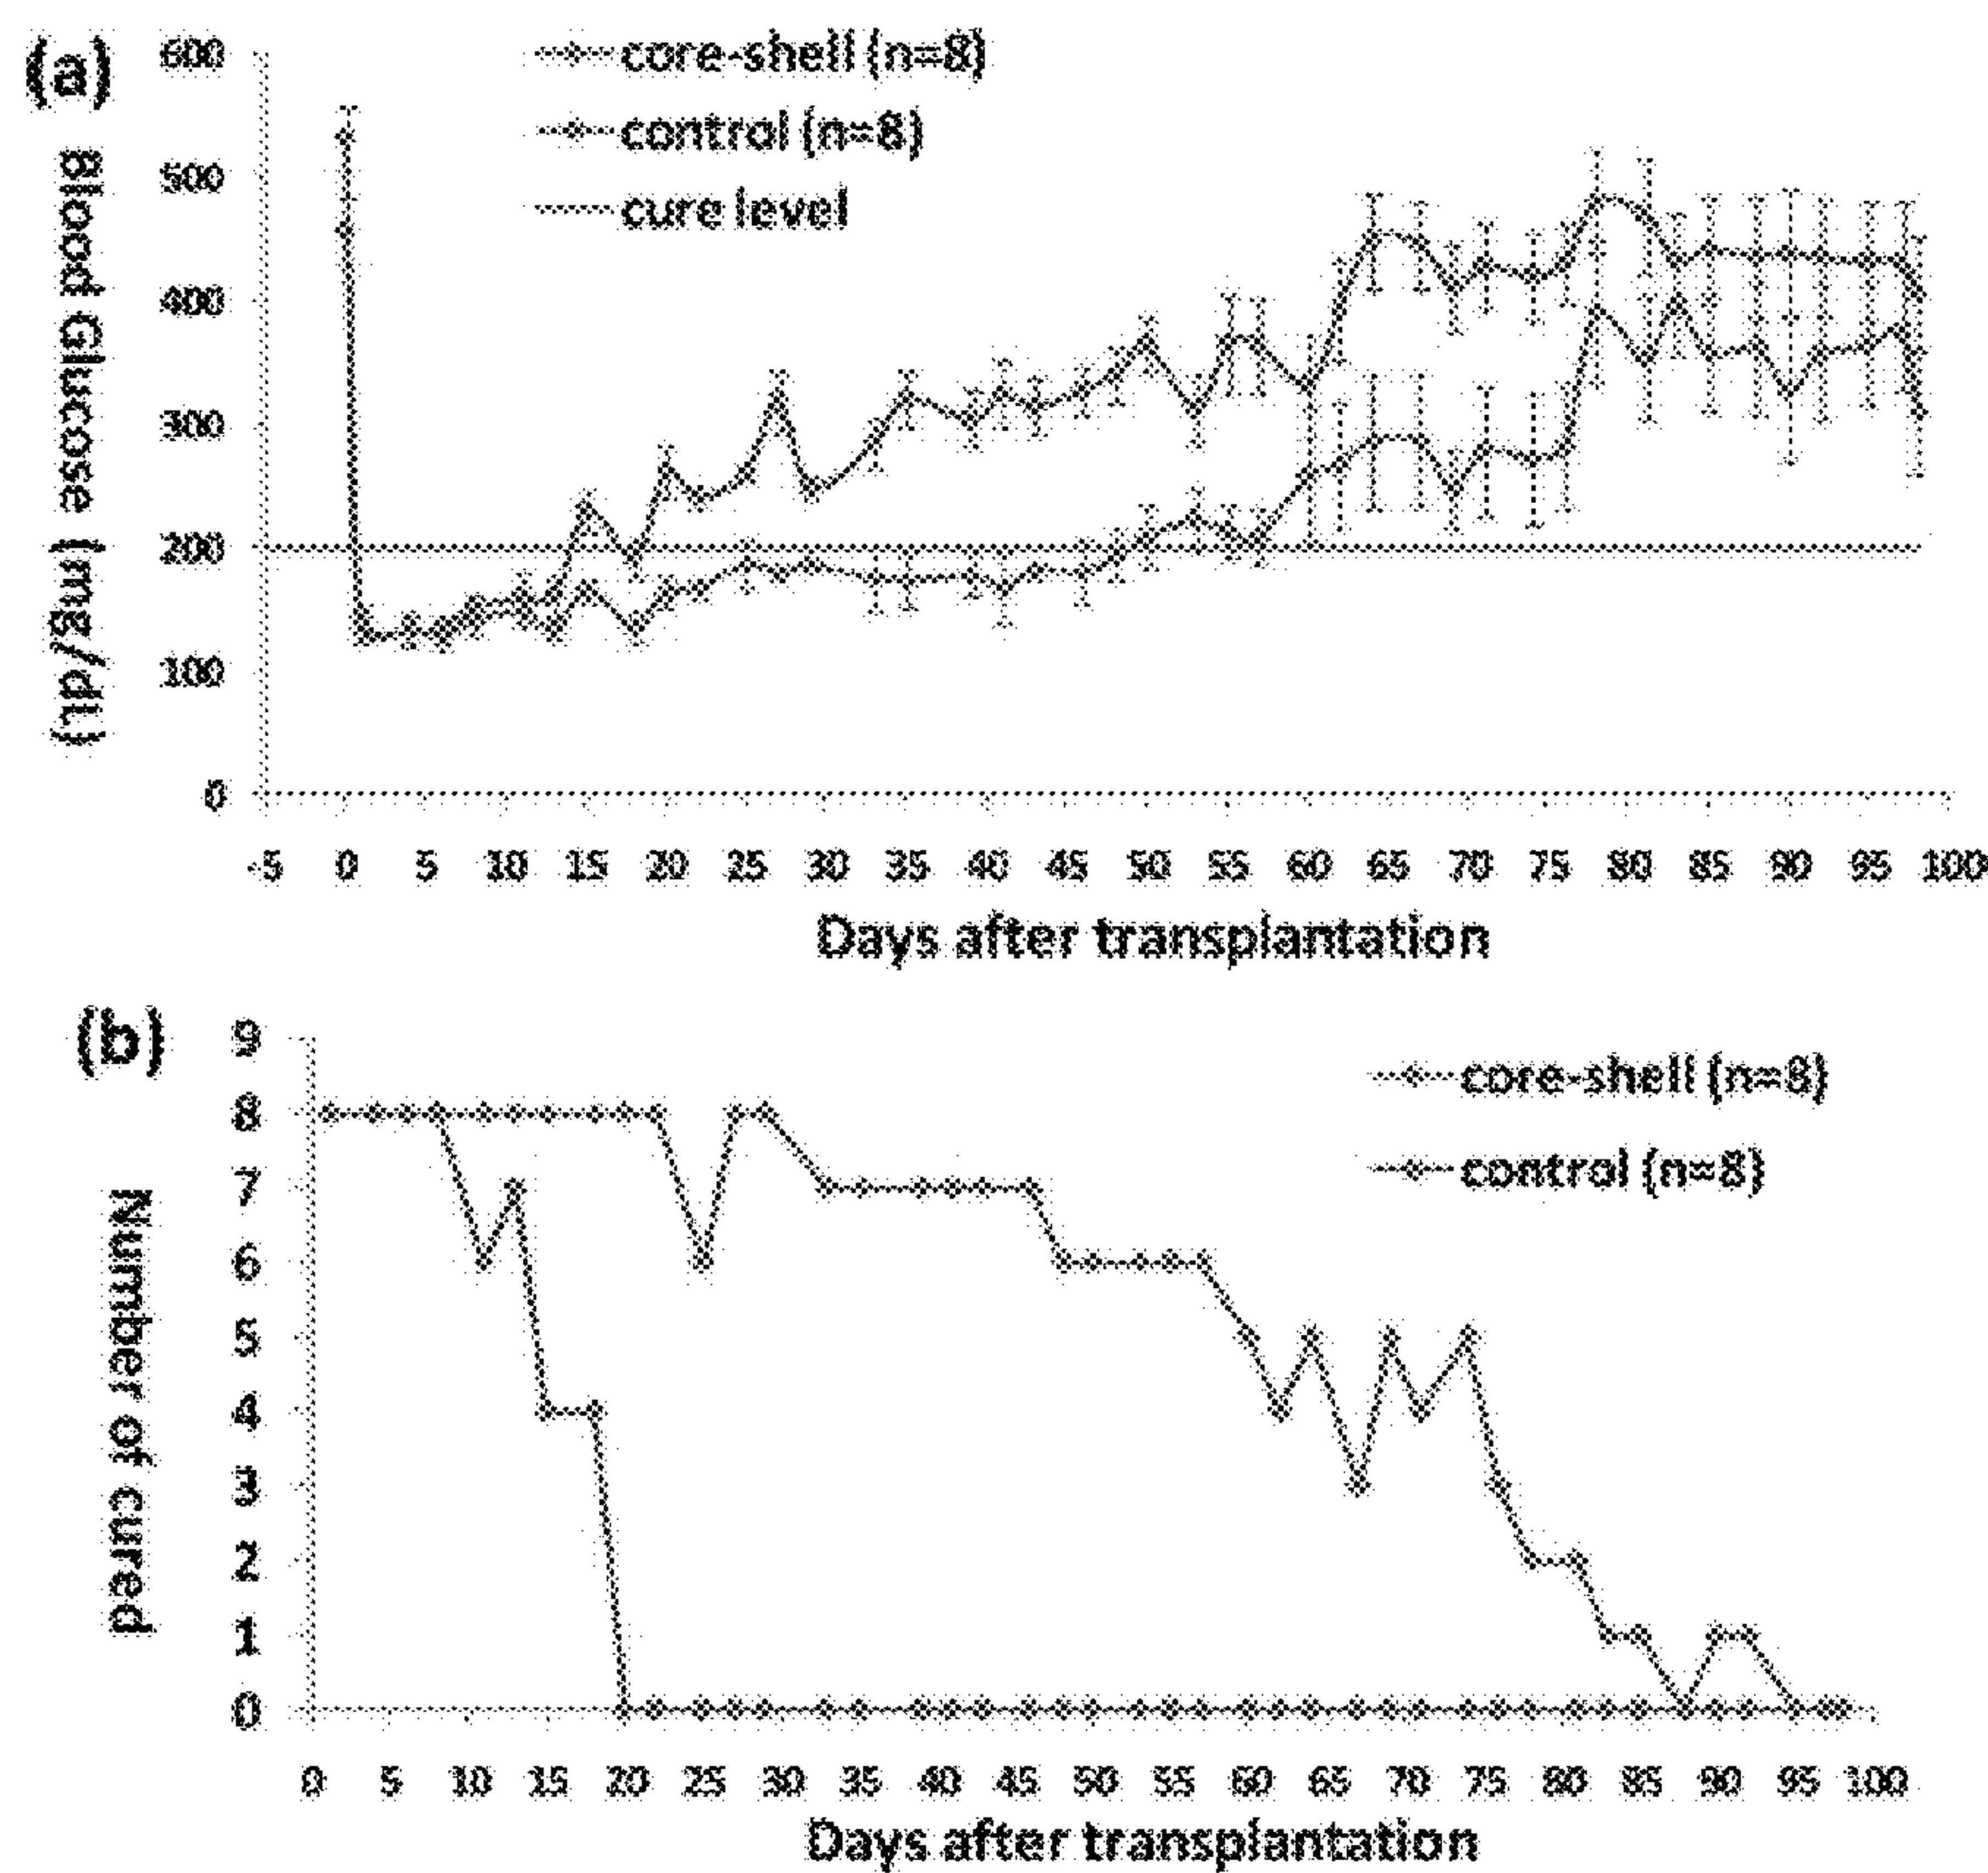 (a)
core-shell (n=8)
control (n=8)
cure level
Blood Glucose (mg/dL)
600
500
400
300
200
100
0
-5 0 5 10 15 20 25 30 35 40 45 50 55 60 65 70 75 80 85 90 95 100
Days after transplantation
(b)
core-shell (n=8)
control (n=8)
Number of cured
9
8
7
6
5
4
3
2
1
0
0 5 10 15 20 25 30 35 40 45 50 55 60 65 70 75 80 85 90 95 100
Days after transplantation